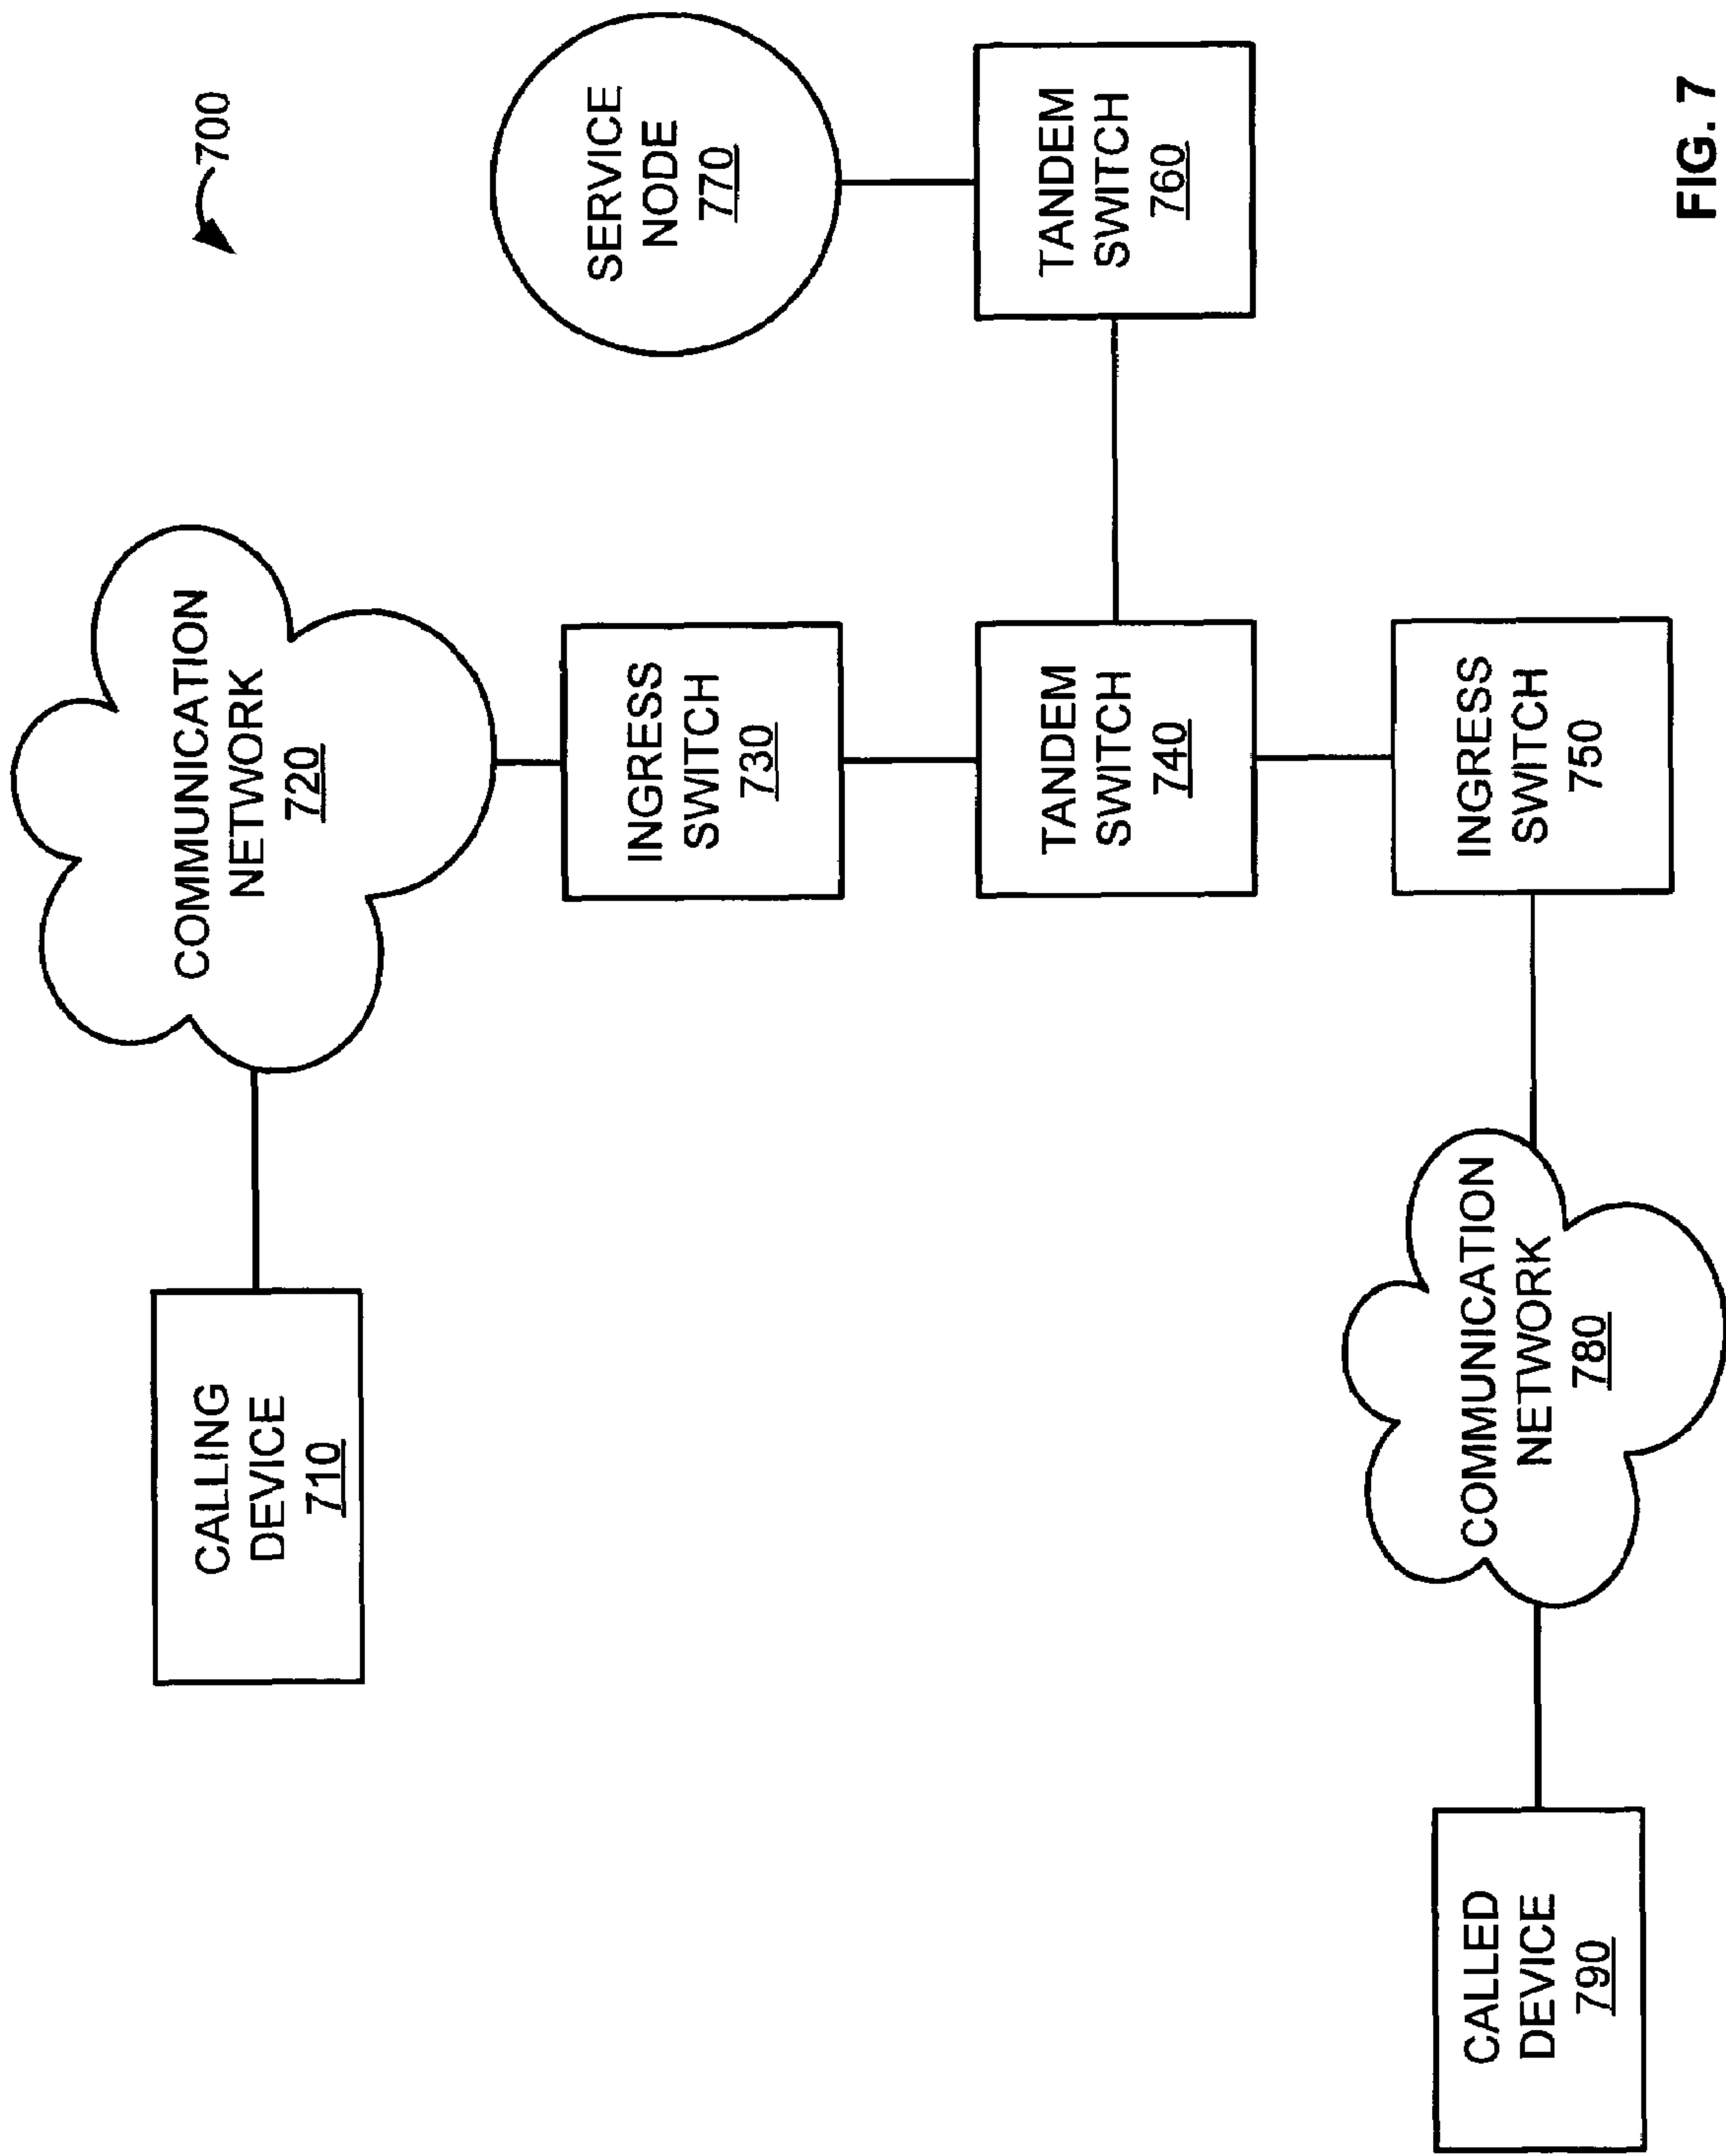 700
CALLING
DEVICE
710
COMMUNICATION
NETWORK
720
SERVICE
NODE
770
INGRESS
SWITCH
730
TANDEM
SWITCH
740
TANDEM
SWITCH
760
CALLED
DEVICE
790
COMMUNICATION
NETWORK
780
INGRESS
SWITCH
750
FIG. 7